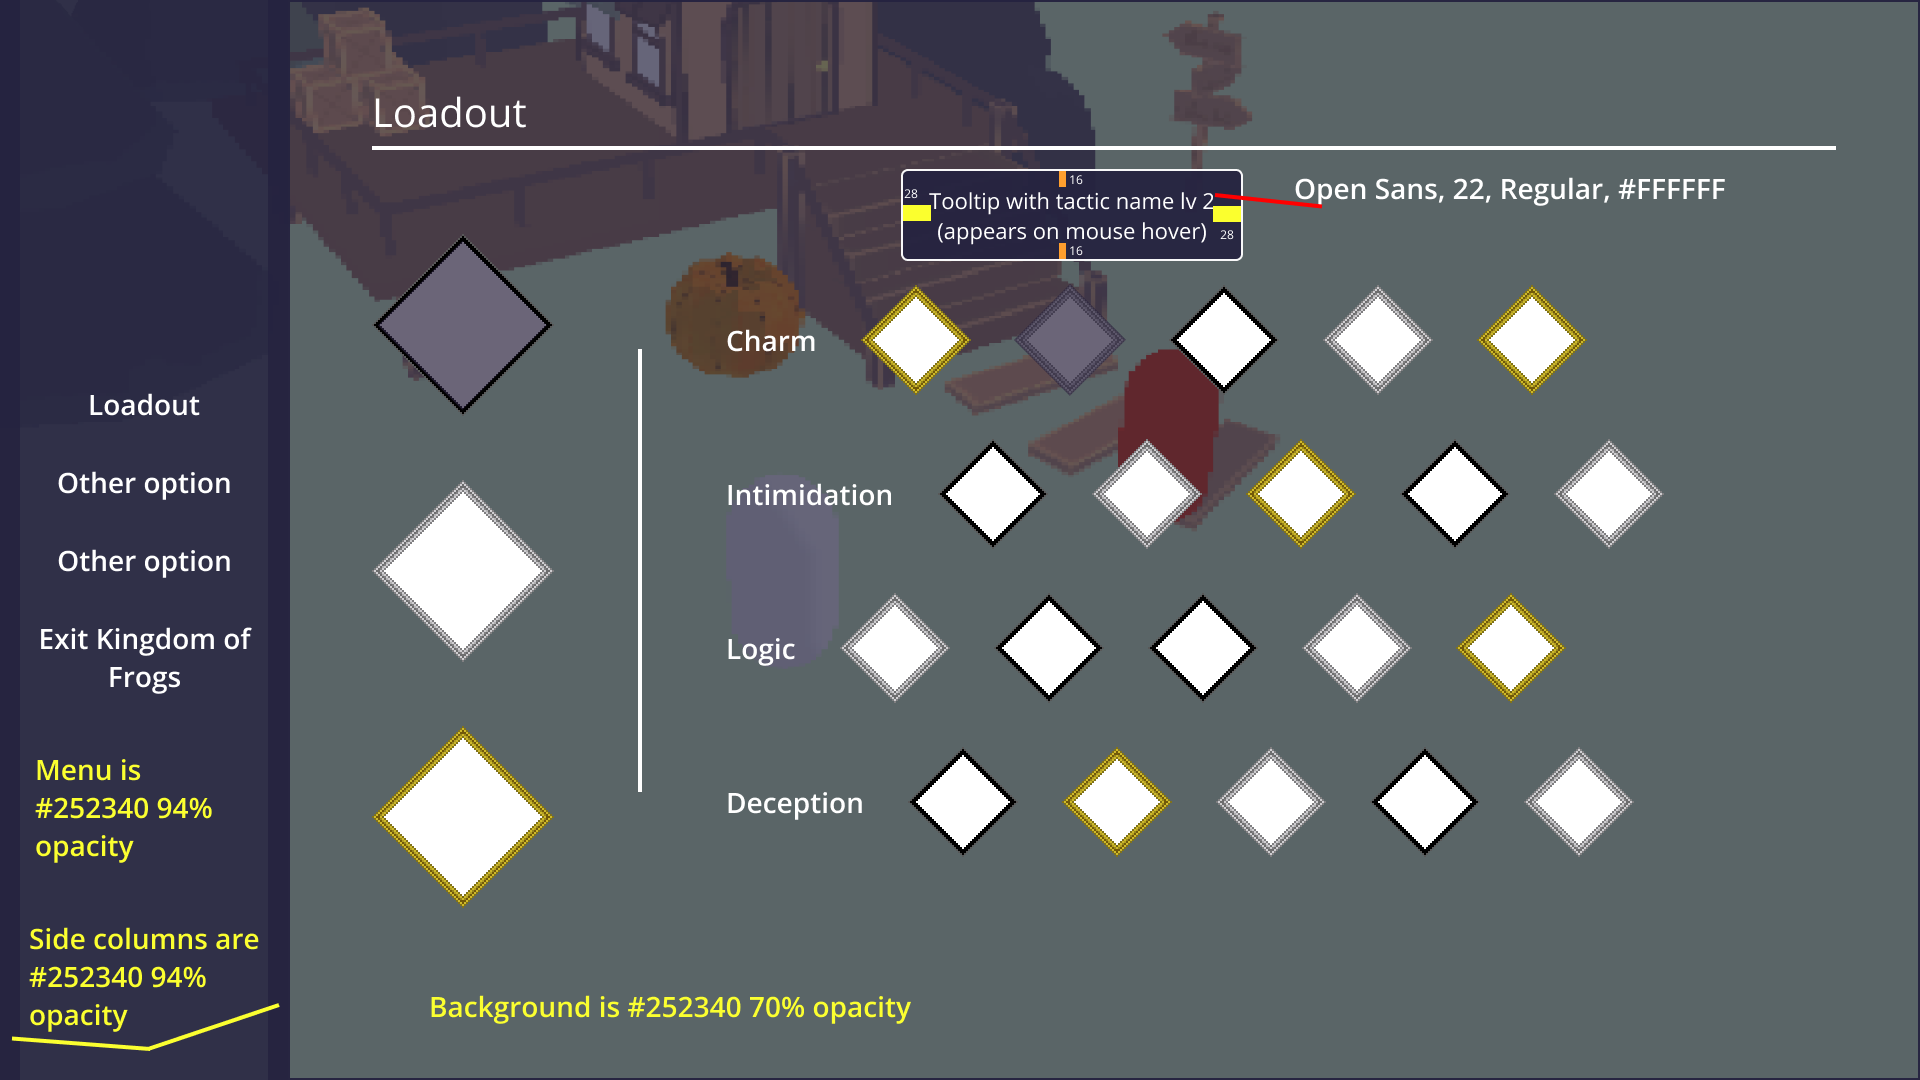 Loadout
16
28
Tooltip with tactic name lv 2
(appears on mouse hover)
28
16
Open Sans, 22, Regular, #FFFFFF
Charm
Intimidation
Logic
Deception
Loadout
Other option
Other option
Exit Kingdom of
Frogs
Menu is
#252340 94%
opacity
Side columns are
#252340 94%
opacity
Background is #252340 70% opacity